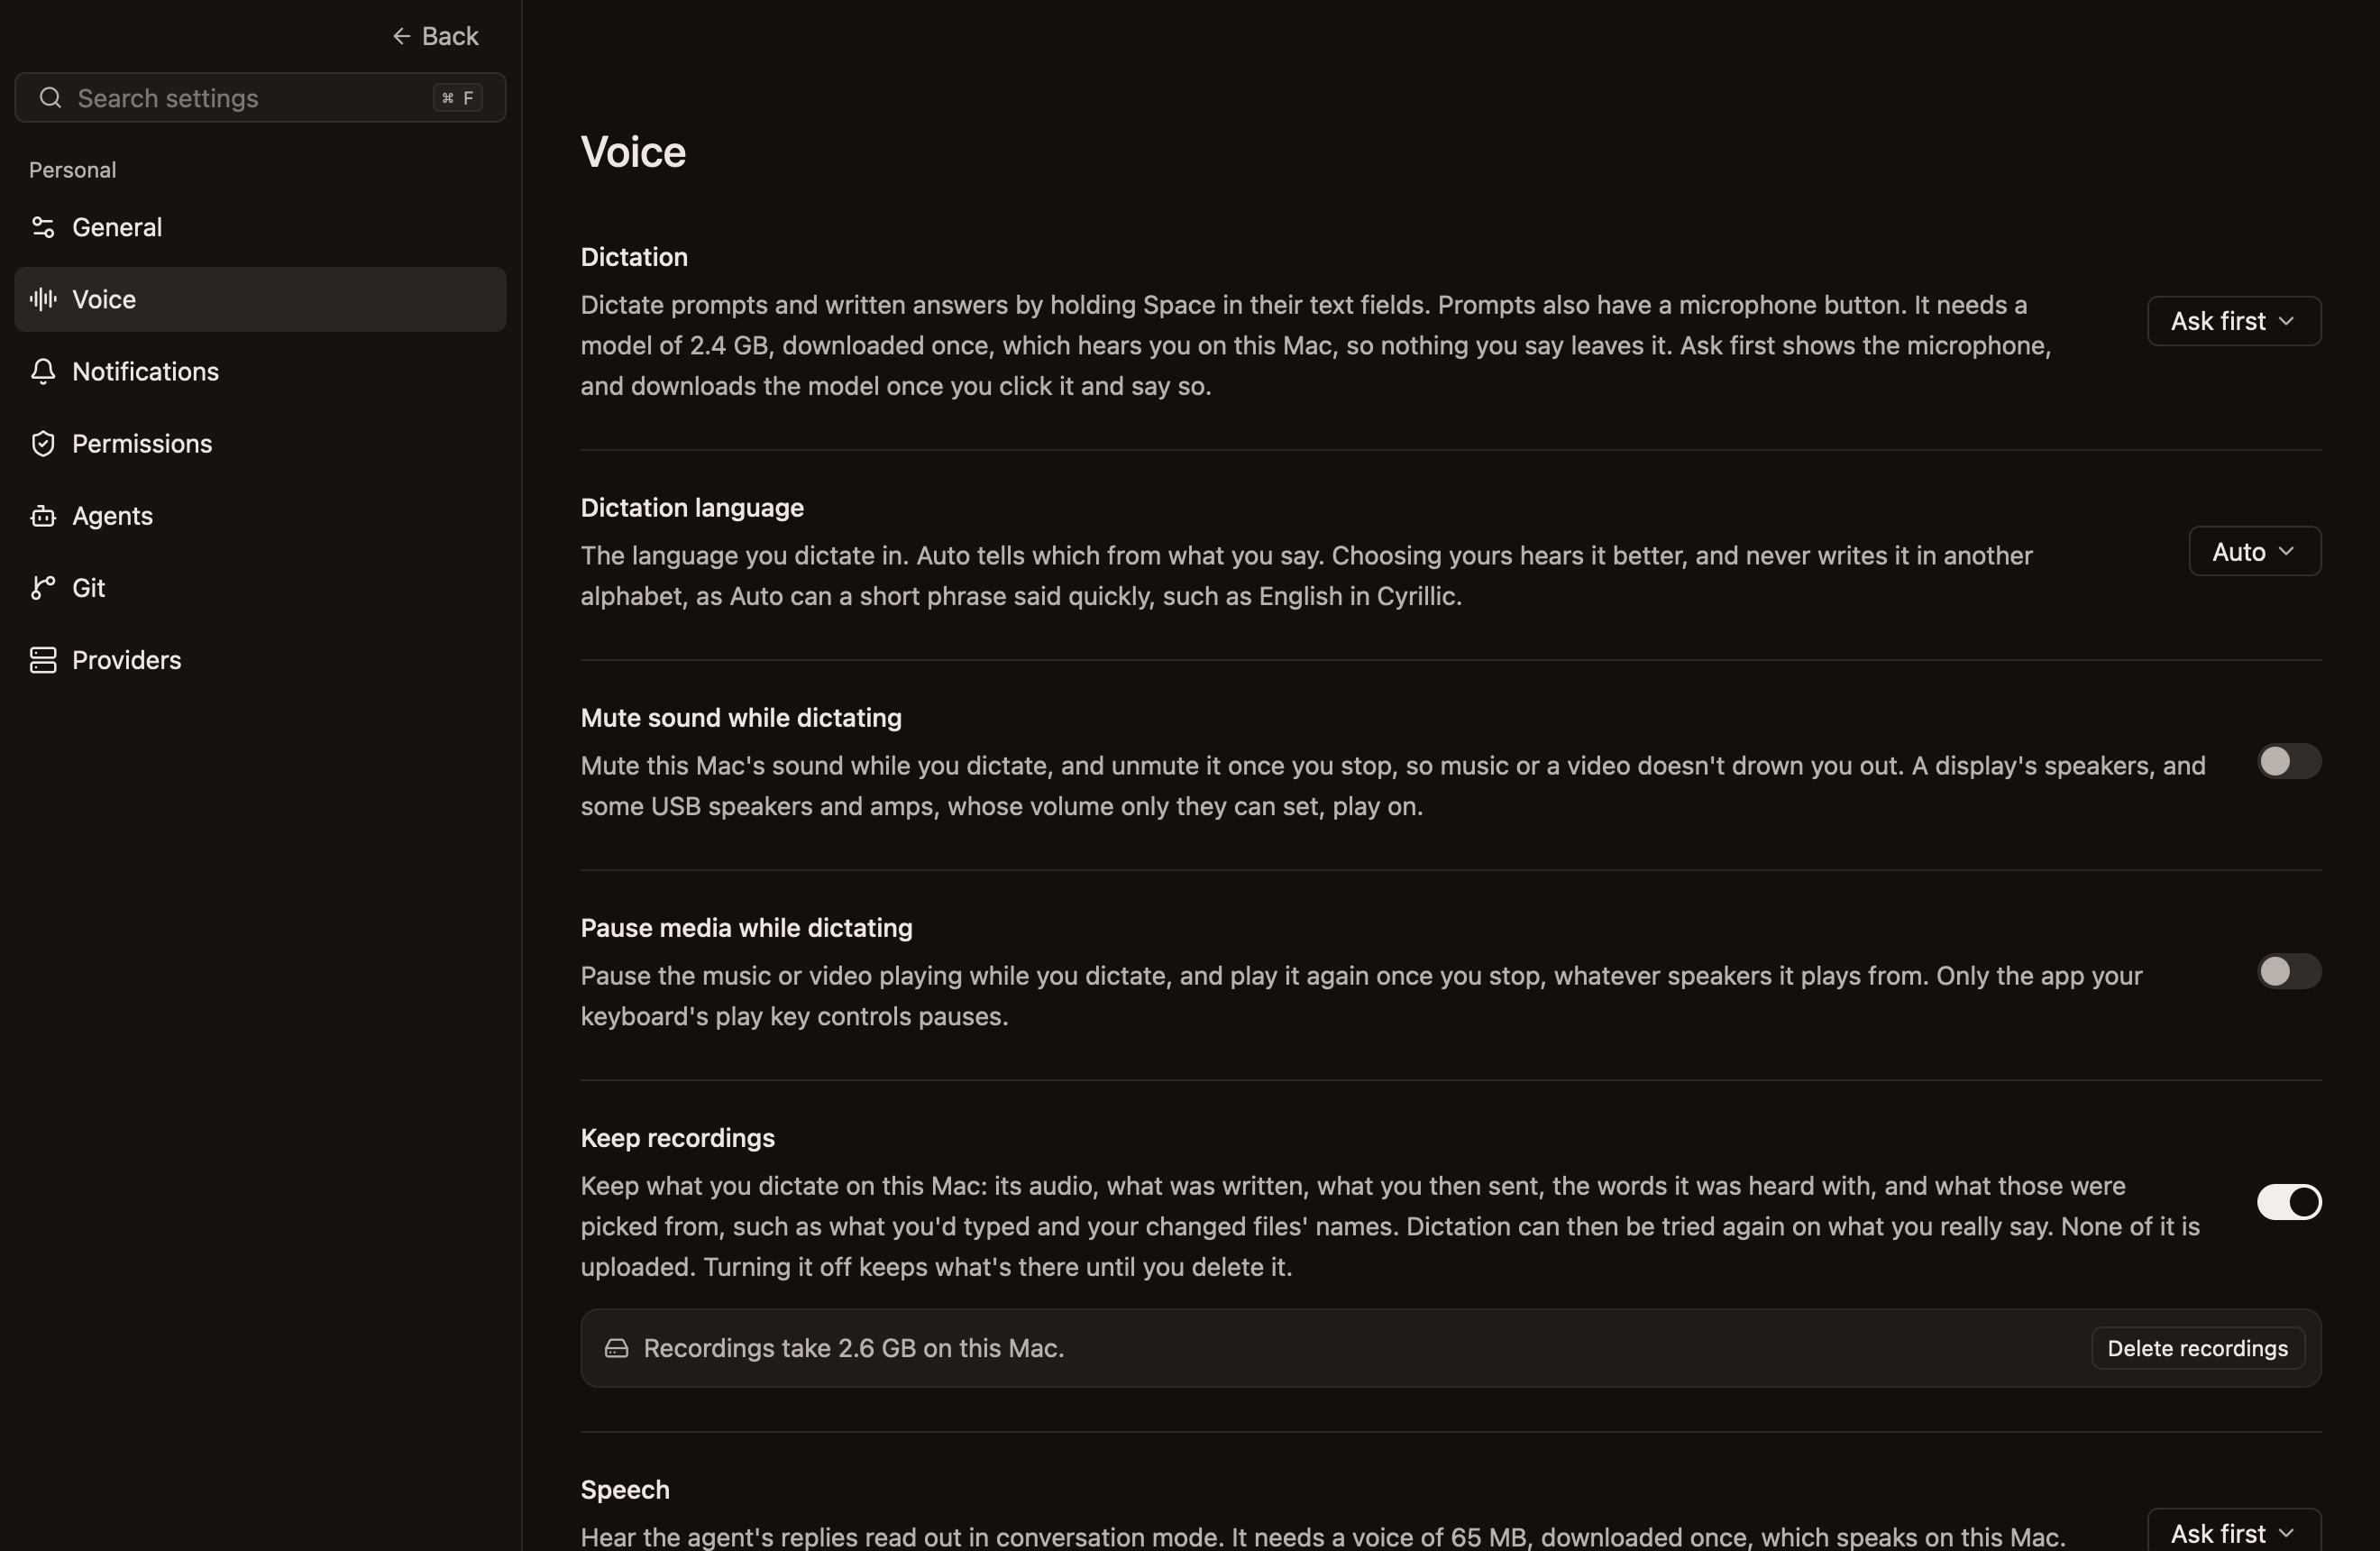 Back
Search settings
⌘ F
Personal
General
Voice
Notifications
Permissions
Agents
Git
Providers
Voice
Dictation
Dictate prompts and written answers by holding Space in their text fields. Prompts also have a microphone button. It needs a
model of 2.4 GB, downloaded once, which hears you on this Mac, so nothing you say leaves it. Ask first shows the microphone,
and downloads the model once you click it and say so.
Ask first
Dictation language
The language you dictate in. Auto tells which from what you say. Choosing yours hears it better, and never writes it in another
alphabet, as Auto can a short phrase said quickly, such as English in Cyrillic.
Auto
Mute sound while dictating
Mute this Mac's sound while you dictate, and unmute it once you stop, so music or a video doesn't drown you out. A display's speakers, and
some USB speakers and amps, whose volume only they can set, play on.
Pause media while dictating
Pause the music or video playing while you dictate, and play it again once you stop, whatever speakers it plays from. Only the app your
keyboard's play key controls pauses.
Keep recordings
Keep what you dictate on this Mac: its audio, what was written, what you then sent, the words it was heard with, and what those were
picked from, such as what you'd typed and your changed files' names. Dictation can then be tried again on what you really say. None of it is
uploaded. Turning it off keeps what's there until you delete it.
Recordings take 2.6 GB on this Mac.
Delete recordings
Speech
Hear the agent's replies read out in conversation mode. It needs a voice of 65 MB, downloaded once, which speaks on this Mac.
Ask first